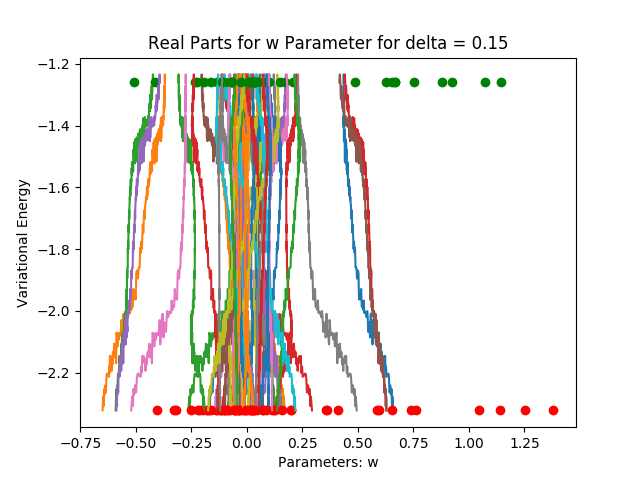 Real Parts for w Parameter for delta = 0.15
−1.2
−1.4
−1.6
−1.8
−2.0
−2.2
Variational Energy
−0.75 −0.50 −0.25 0.00 0.25 0.50 0.75 1.00 1.25
Parameters: w